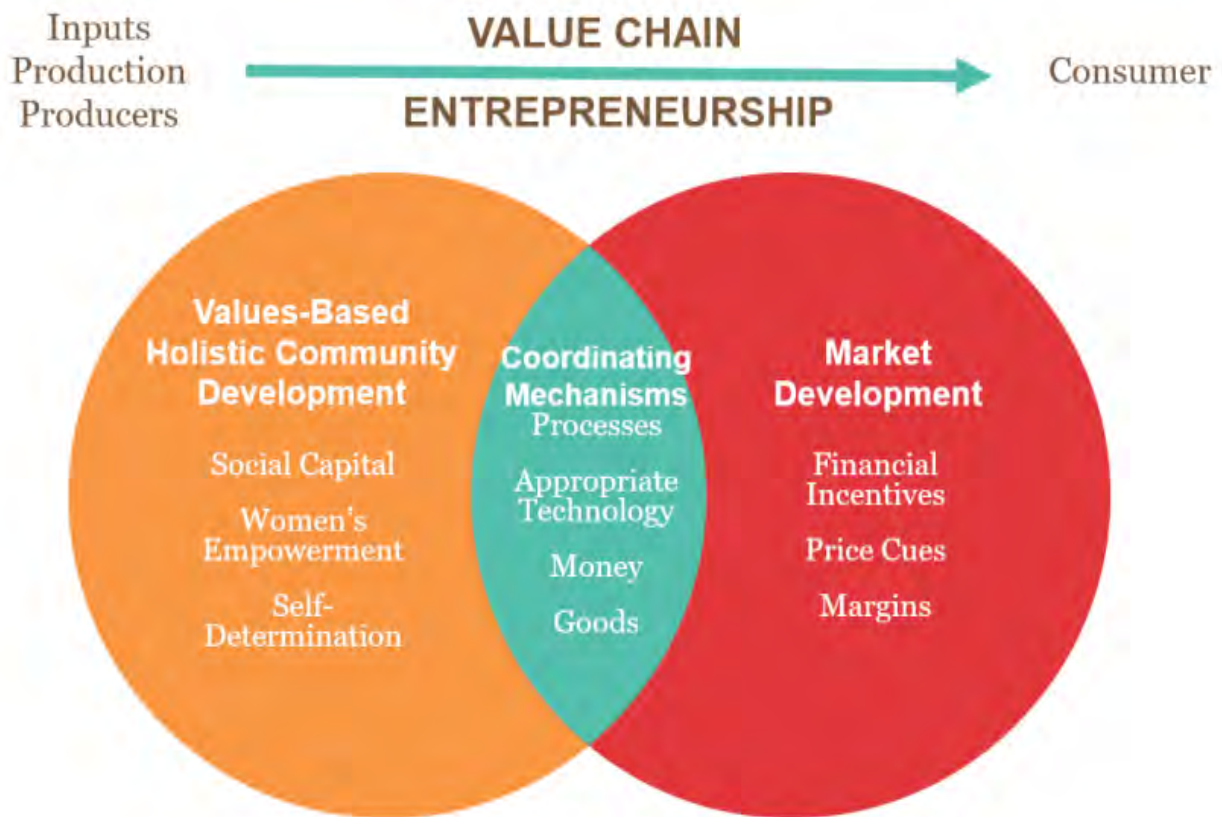 Inputs
Production
Producers
VALUE CHAIN
ENTREPRENEURSHIP
Consumer
Values-Based
Holistic Community
Development
Social Capital
Women's
Empowerment
Self-
Determination
Coordinating
Mechanisms
Processes
Appropriate
Technology
Money
Goods
Market
Development
Financial
Incentives
Price Cues
Margins